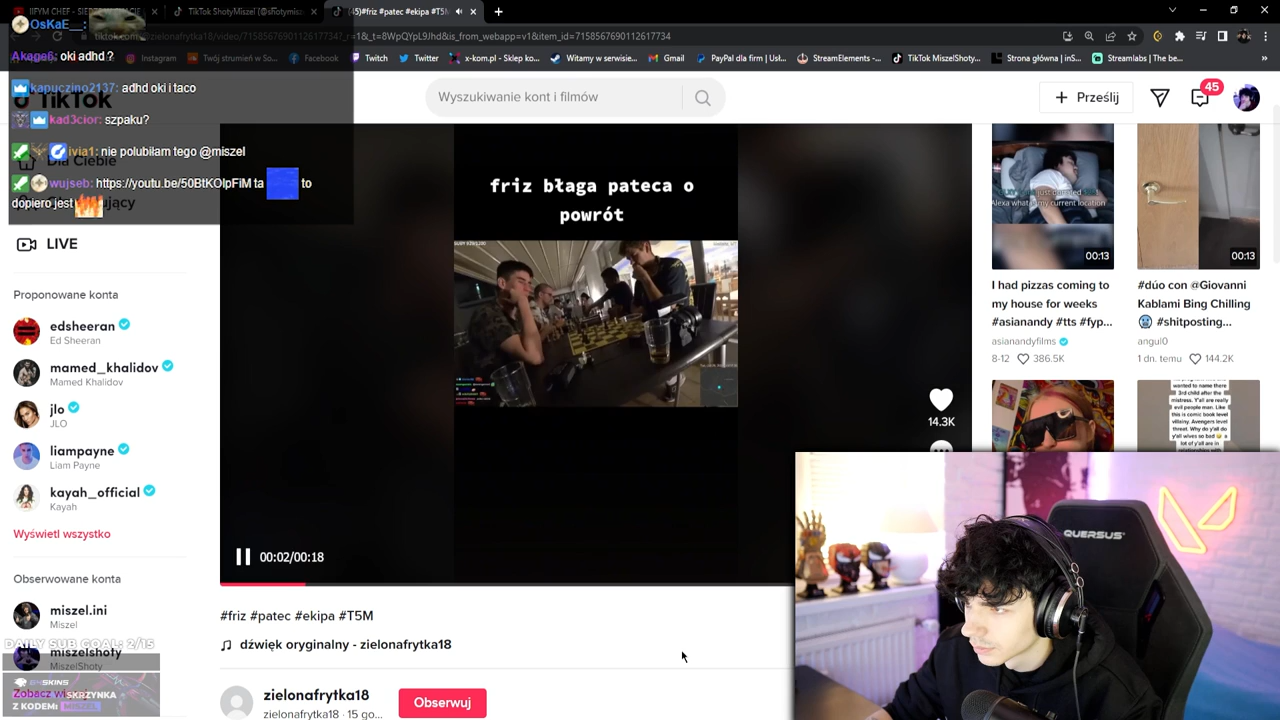 IIFYM CHEF - SIEDZ
TikTok ShotyMiszel (@shotymisz
(45)#friz #patec #ekipa #T5M
OsKaE__:
zielonafrytka18/video/7158567690112617734?_r=1&_t=8WpQYpL9Jhd&is_from_webapp=v1&item_id=7158567690112617734
Akage6: oki adhd ?
Instagram
Twój strumień w So...
Facebook
Twitch
Twitter
x-kom.pl - Sklep ko...
Witamy w serwisie...
Gmail
PayPal dla firm | Usł...
StreamElements -...
TikTok MiszelShoty...
Strona główna | inS...
Streamlabs | The be...
kapuczino2137: adhd oki i taco
TikTok
Wyszukiwanie kont i filmów
Prześlij
45
kad3cior: szpaku?
ivia1: nie polubiłam tego @miszel
Dla Ciebie
wujseb: https://youtu.be/50BtKOlpFiM ta to
dopiero jest
LIVE
Proponowane konta
edsheeran
Ed Sheeran
mamed_khalidov
Mamed Khalidov
jlo
JLO
liampayne
Liam Payne
kayah_official
Kayah
Wyświetl wszystko
Obserwowane konta
miszel.ini
Miszel
DAILY SUB GOAL: 2/15
miszelshoty
MiszelShoty
SKRZYNKA
Z KODEM: MISZEL
friz błaga pateca o
powrót
14.3K
00:02/00:18
#friz #patec #ekipa #T5M
dźwięk oryginalny - zielonafrytka18
zielonafrytka18
zielonafrytka18 · 15 go...
Obserwuj
00:13
I had pizzas coming to
my house for weeks
#asianandy #tts #fyp...
asianandyfilms
8-12
386.5K
00:13
#dúo con @Giovanni
Kablami Bing Chilling
#shitposting...
angul0
1 dn. temu
144.2K
QUERSUS